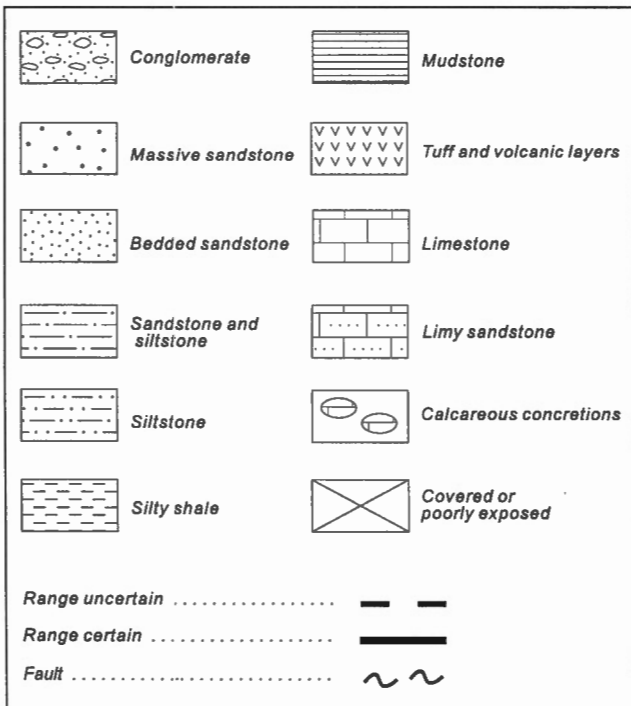 Conglomerate
Mudstone
Massive sandstone
Tuff and volcanic layers
Bedded sandstone
Limestone
Sandstone and
siltstone
Limy sandstone
Siltstone
Calcareous concretions
Silty shale
Covered or
poorly exposed
Range uncertain ....................
Range certain ......................
Fault ..............................